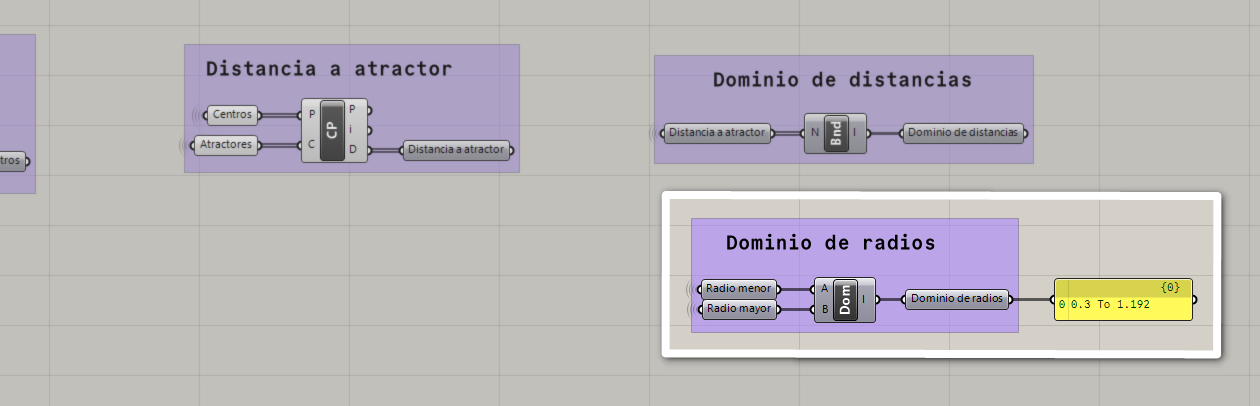 tros
Distancia a atractor
Centros
Atractores
P
C
CP
P
i
D
Distancia a atractor
Dominio de distancias
Distancia a atractor
N
Bnd
I
Dominio de distancias
Dominio de radios
Radio menor
Radio mayor
A
B
Dom
I
Dominio de radios
{0}
0 0.3 To 1.192